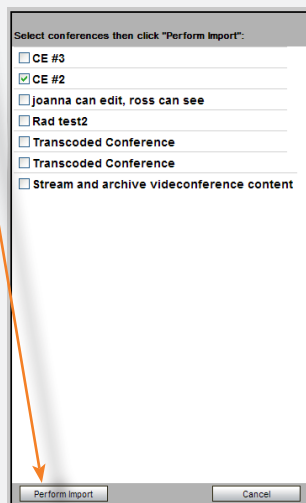 Select conferences then click "Perform Import":
CE #3
CE #2
joanna can edit, ross can see
Rad test2
Transcoded Conference
Transcoded Conference
Stream and archive videoconference content
Perform Import Cancel